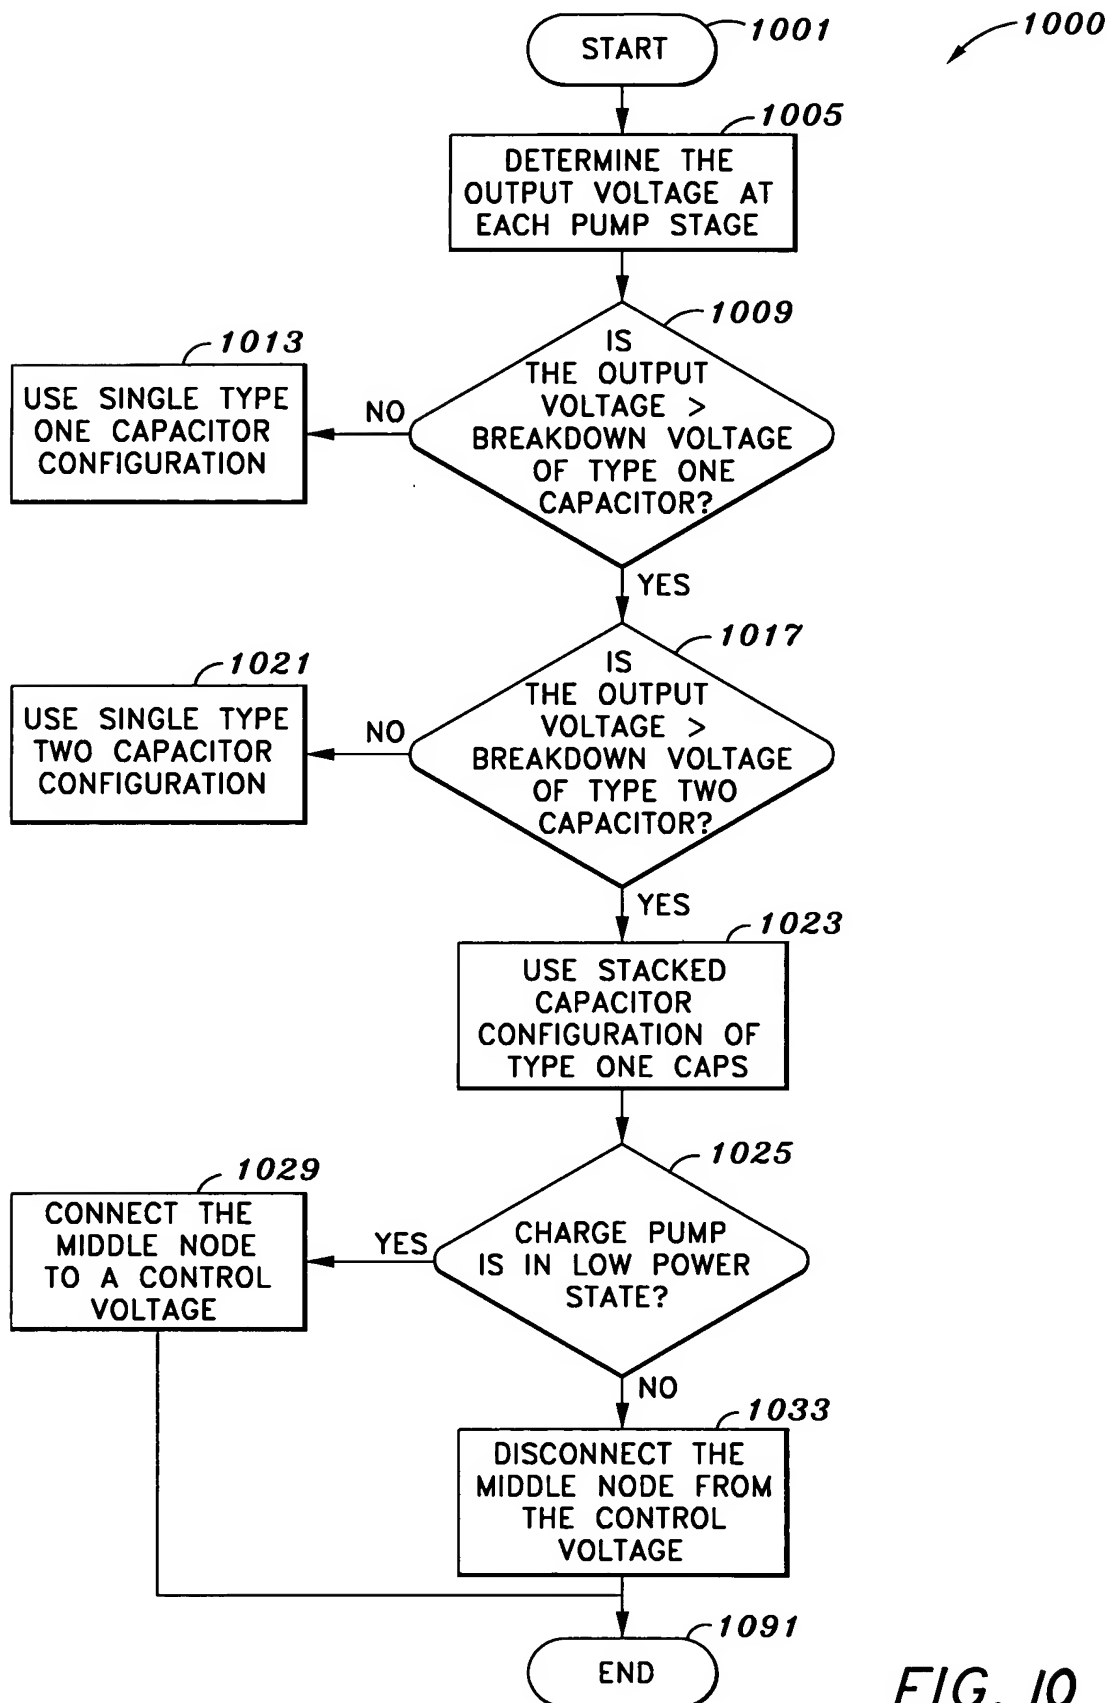 START
1001
1000
1005
DETERMINE THE
OUTPUT VOLTAGE AT
EACH PUMP STAGE
1009
IS
THE OUTPUT
VOLTAGE >
BREAKDOWN VOLTAGE
OF TYPE ONE
CAPACITOR?
NO
1013
USE SINGLE TYPE
ONE CAPACITOR
CONFIGURATION
YES
1017
IS
THE OUTPUT
VOLTAGE >
BREAKDOWN VOLTAGE
OF TYPE TWO
CAPACITOR?
NO
1021
USE SINGLE TYPE
TWO CAPACITOR
CONFIGURATION
YES
1023
USE STACKED
CAPACITOR
CONFIGURATION OF
TYPE ONE CAPS
1025
CHARGE PUMP
IS IN LOW POWER
STATE?
YES
1029
CONNECT THE
MIDDLE NODE
TO A CONTROL
VOLTAGE
NO
1033
DISCONNECT THE
MIDDLE NODE FROM
THE CONTROL
VOLTAGE
1091
END
FIG. 10